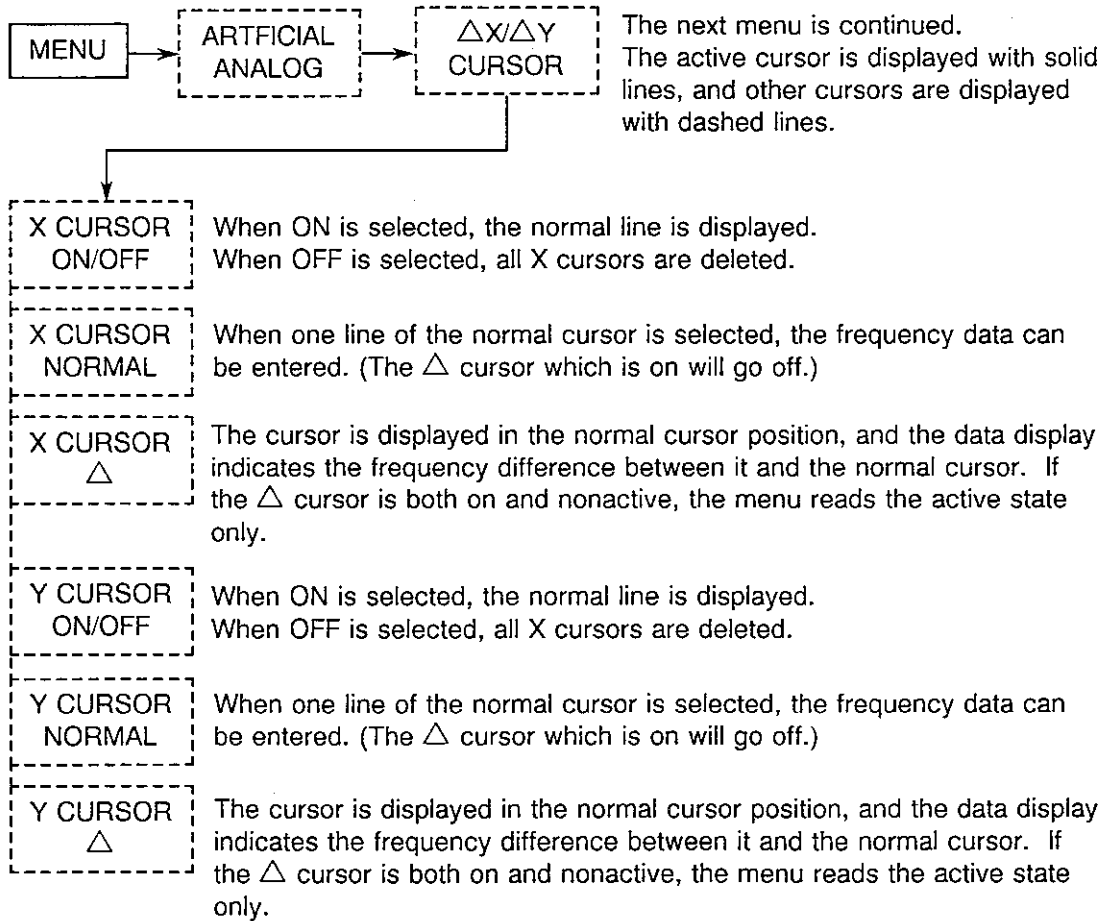 MENU
ARTFICIAL
ANALOG
△X/△Y
CURSOR
The next menu is continued.
The active cursor is displayed with solid
lines, and other cursors are displayed
with dashed lines.
X CURSOR
ON/OFF
When ON is selected, the normal line is displayed.
When OFF is selected, all X cursors are deleted.
X CURSOR
NORMAL
When one line of the normal cursor is selected, the frequency data can
be entered. (The △ cursor which is on will go off.)
X CURSOR
△
The cursor is displayed in the normal cursor position, and the data display
indicates the frequency difference between it and the normal cursor. If
the △ cursor is both on and nonactive, the menu reads the active state
only.
Y CURSOR
ON/OFF
When ON is selected, the normal line is displayed.
When OFF is selected, all X cursors are deleted.
Y CURSOR
NORMAL
When one line of the normal cursor is selected, the frequency data can
be entered. (The △ cursor which is on will go off.)
Y CURSOR
△
The cursor is displayed in the normal cursor position, and the data display
indicates the frequency difference between it and the normal cursor. If
the △ cursor is both on and nonactive, the menu reads the active state
only.